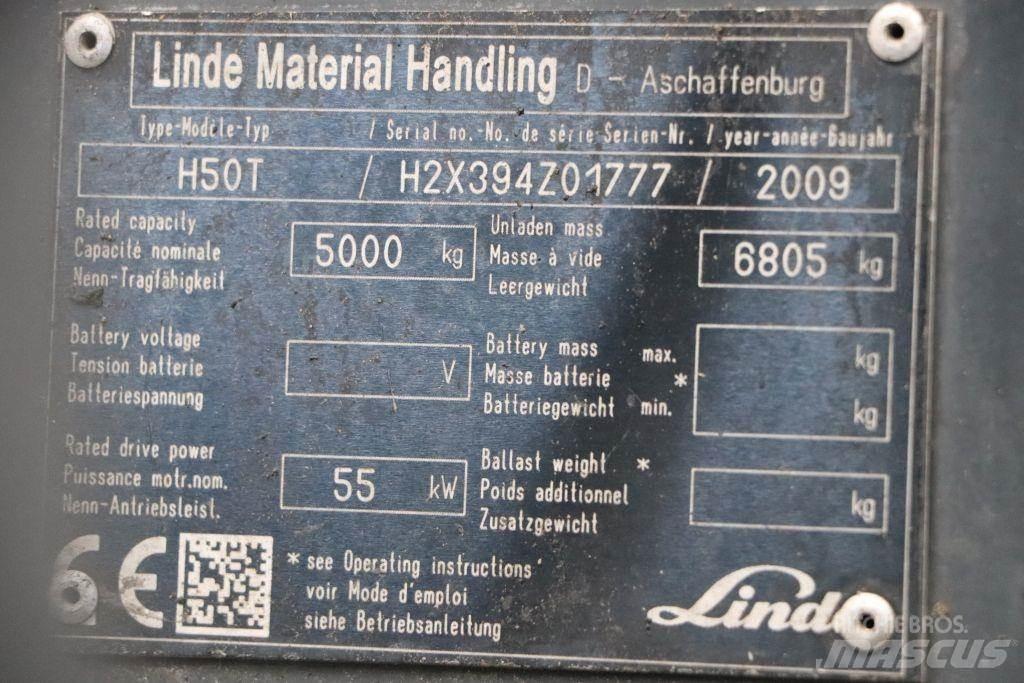 Linde Material Handling D - Aschaffenburg
Type-Modèle-Typ / Serial no.-No. de série Serien-Nr. / year-année-Baujahr
H50T / H2X394Z01777 / 2009
Rated capacity
Capacité nominale
Nenn-Tragfähigkeit
5000 kg
Unladen mass
Masse à vide
Leergewicht
6805 kg
Battery voltage
Tension batterie
Batteriespannung
V
Battery mass max.
Masse batterie *
Batteriegewicht min.
kg
kg
Rated drive power
Puissance motr.nom.
Nenn-Antriebsleist.
55 kW
Ballast weight *
Poids additionnel
Zusatzgewicht
kg
CE
* see Operating instructions
voir Mode d'emploi
siehe Betriebsanleitung
Linde
RITCHIE BROS.
MASCUS